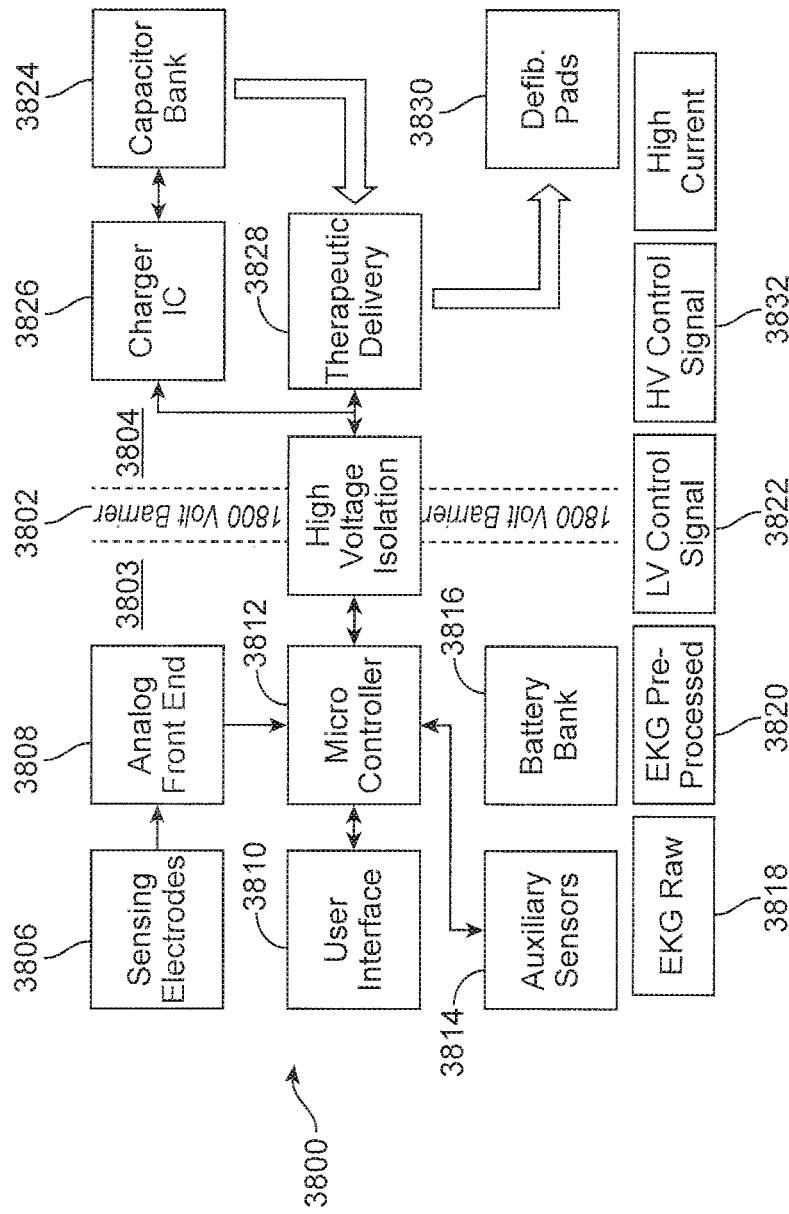 3800
3806
Sensing
Electrodes
3808
Analog
Front End
3803
3802
1800 Volt Barrier
3804
3826
Charger
IC
3824
Capacitor
Bank
3810
User
Interface
3812
Micro
Controller
High
Voltage
Isolation
3828
Therapeutic
Delivery
3814
Auxiliary
Sensors
3816
Battery
Bank
1800 Volt Barrier
3830
Defib.
Pads
EKG Raw
3818
EKG Pre-
Processed
3820
LV Control
Signal
3822
HV Control
Signal
3832
High
Current